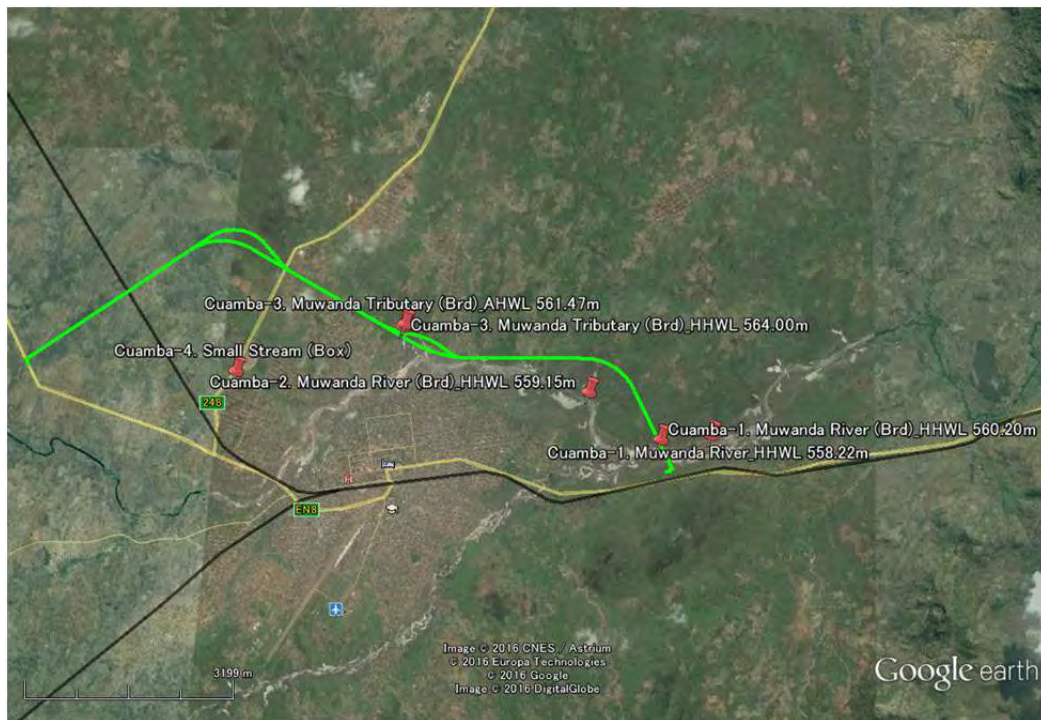 Cuamba-3. Muwanda Tributary (Brd)_AHWL 561.47m
Cuamba-3. Muwanda Tributary (Brd)_HHWL 564.00m
Cuamba-4. Small Stream (Box)
Cuamba-2. Muwanda River (Brd)_HHWL 559.15m
248
Cuamba-1. Muwanda River (Brd)_HHWL 560.20m
Cuamba-1. Muwanda River_HHWL 558.22m
H
EN8
3199 m
Image © 2016 CNES / Astrium
© 2016 Europa Technologies
© 2016 Google
Image © 2016 DigitalGlobe
Google earth